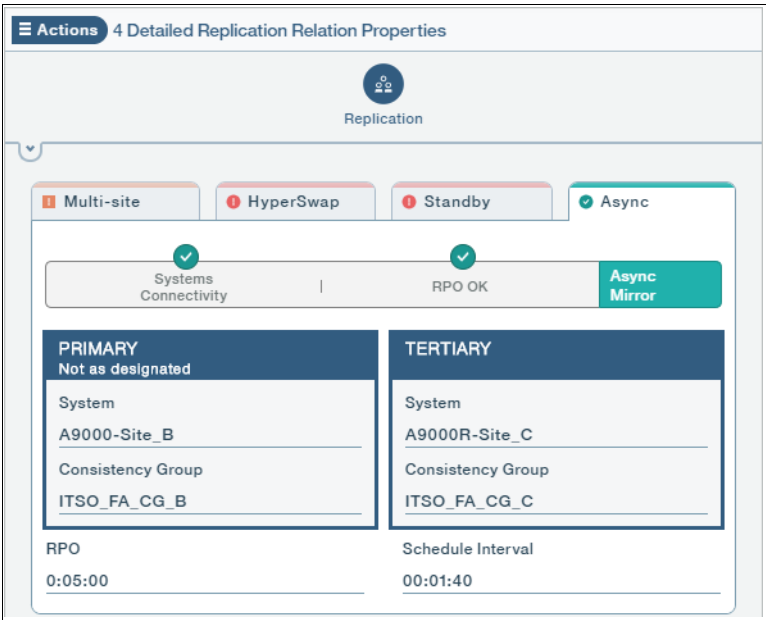 Actions 4 Detailed Replication Relation Properties
Replication
Multi-site HyperSwap Standby Async
Systems
Connectivity
|
RPO OK
Async
Mirror
PRIMARY
Not as designated
System
A9000-Site_B
Consistency Group
ITSO_FA_CG_B
TERTIARY
System
A9000R-Site_C
Consistency Group
ITSO_FA_CG_C
RPO
0:05:00
Schedule Interval
00:01:40